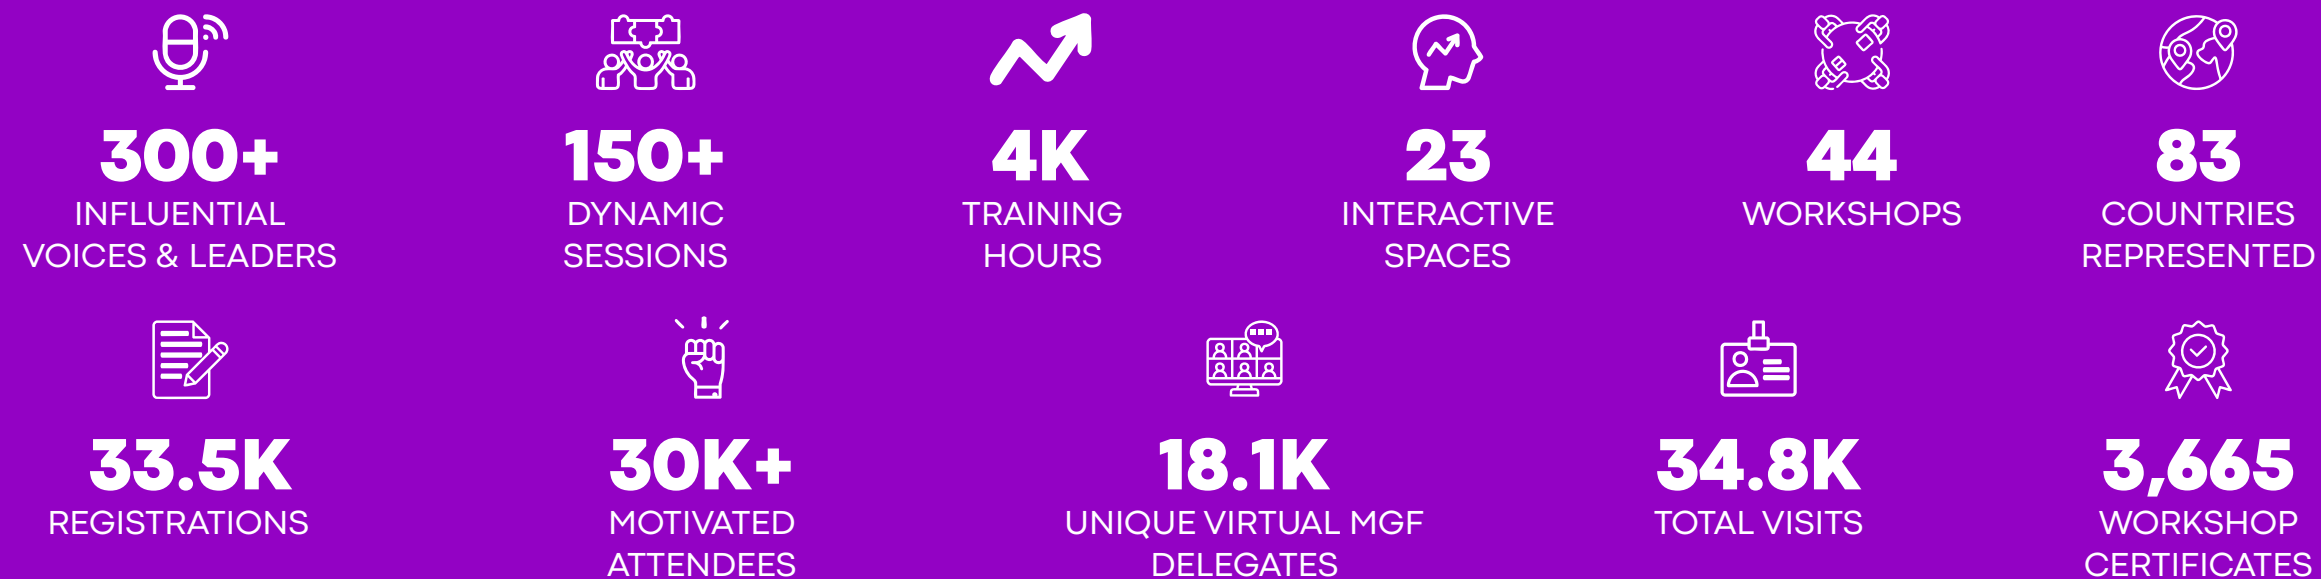 300+
INFLUENTIAL
VOICES & LEADERS
150+
DYNAMIC
SESSIONS
4K
TRAINING
HOURS
23
INTERACTIVE
SPACES
44
WORKSHOPS
83
COUNTRIES
REPRESENTED
33.5K
REGISTRATIONS
30K+
MOTIVATED
ATTENDEES
18.1K
UNIQUE VIRTUAL MGF
DELEGATES
34.8K
TOTAL VISITS
3,665
WORKSHOP
CERTIFICATES